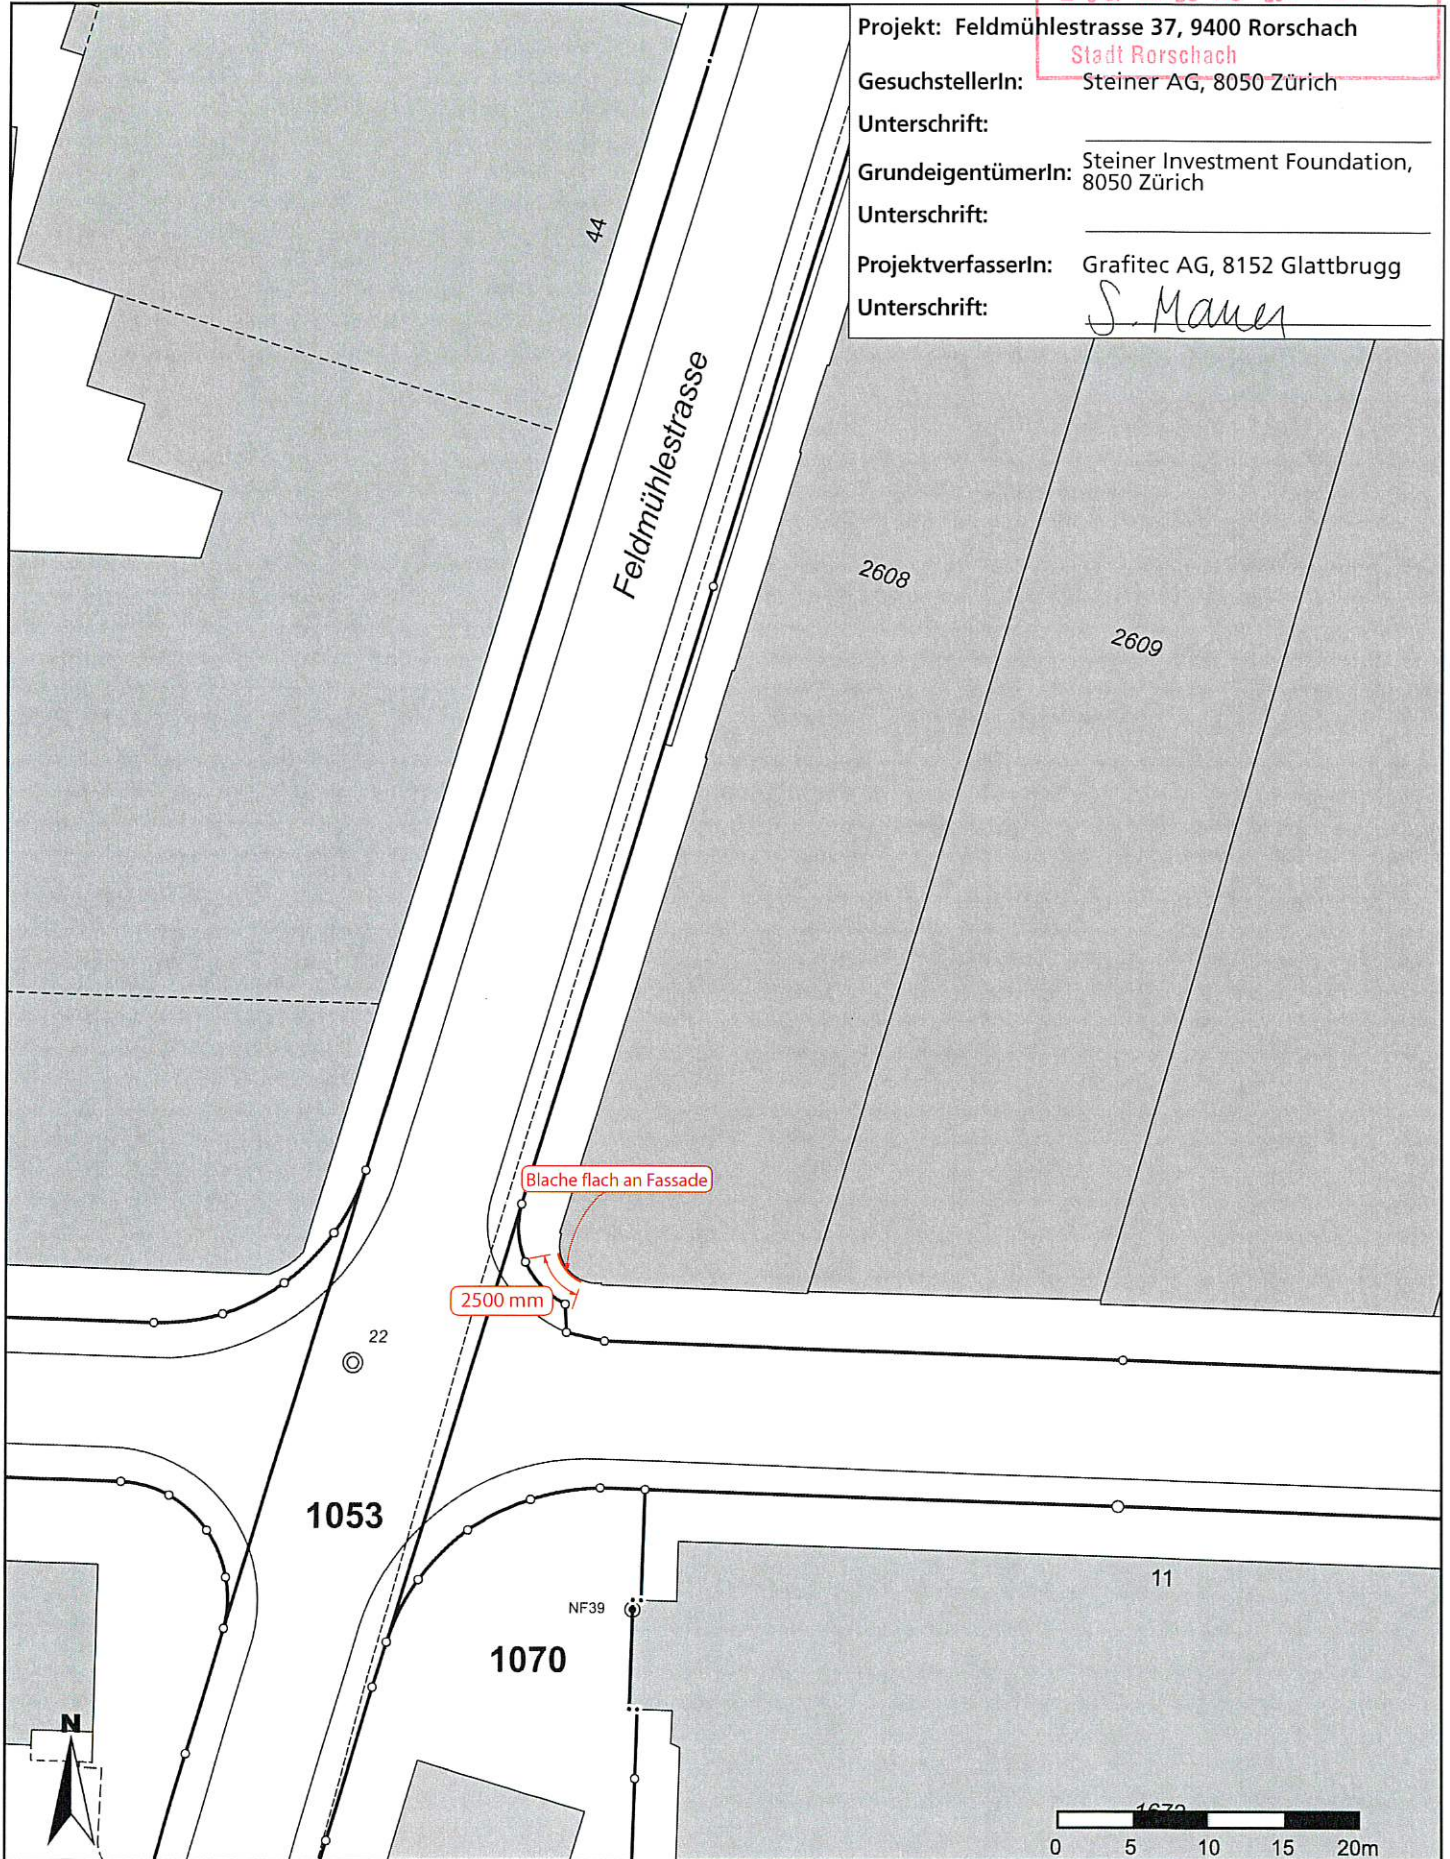 Projekt: Feldmühlestrasse 37, 9400 Rorschach
Stadt Rorschach
GesuchstellerIn: Steiner AG, 8050 Zürich
Unterschrift:
GrundeigentümerIn: Steiner Investment Foundation,
8050 Zürich
Unterschrift:
ProjektverfasserIn: Grafitec AG, 8152 Glattbrugg
Unterschrift: S. Maurer
44
Feldmühlestrasse
2608
2609
Blache flach an Fassade
2500 mm
22
1053
11
NF39
1070
N
1672
0 5 10 15 20m